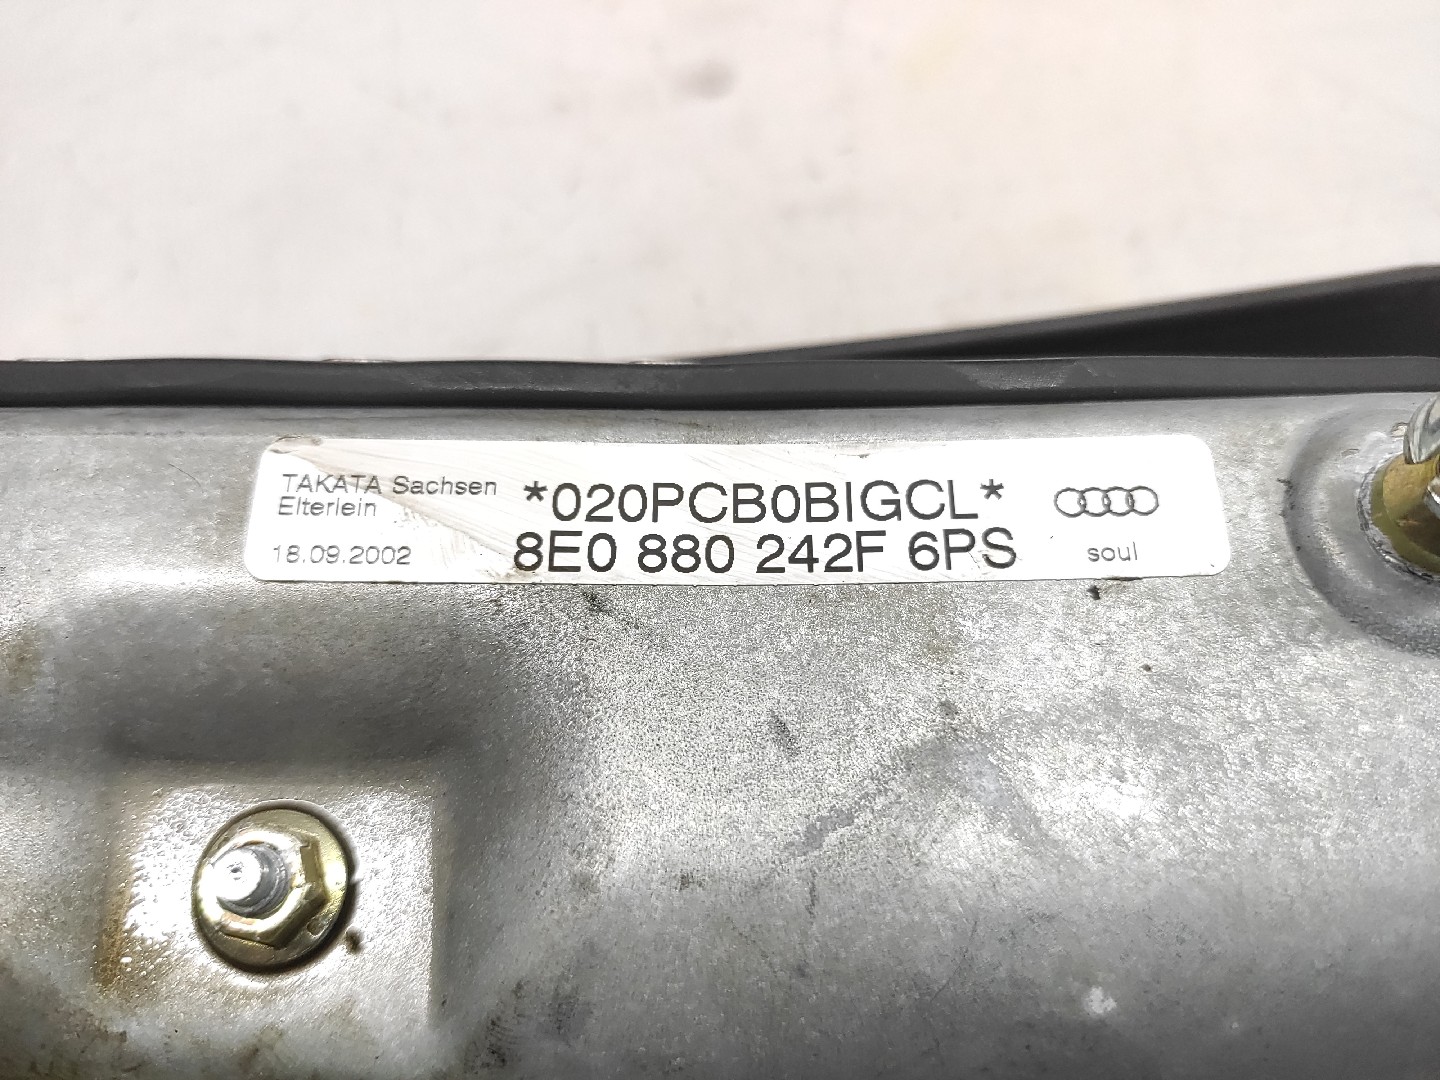 TAKATA Sachsen
Elterlein
18.09.2002
*020PCB0BIGCL*
8E0 880 242F 6PS
soul